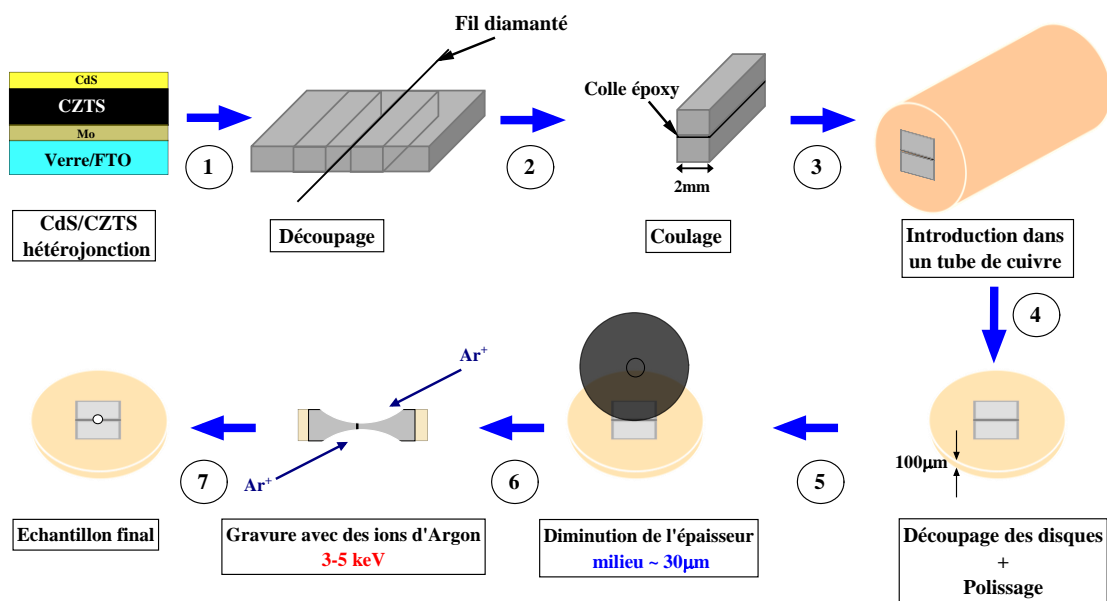 Fil diamanté
CdS
CZTS
Mo
Verre/FTO
1
2
Colle époxy
2mm
3
CdS/CZTS
hétérojonction
Découpage
Coulage
Introduction dans
un tube de cuivre
4
Ar+
Ar+
7
6
5
100μm
Echantillon final
Gravure avec des ions d'Argon
3-5 keV
Diminution de l'épaisseur
milieu ~ 30μm
Découpage des disques
+
Polissage